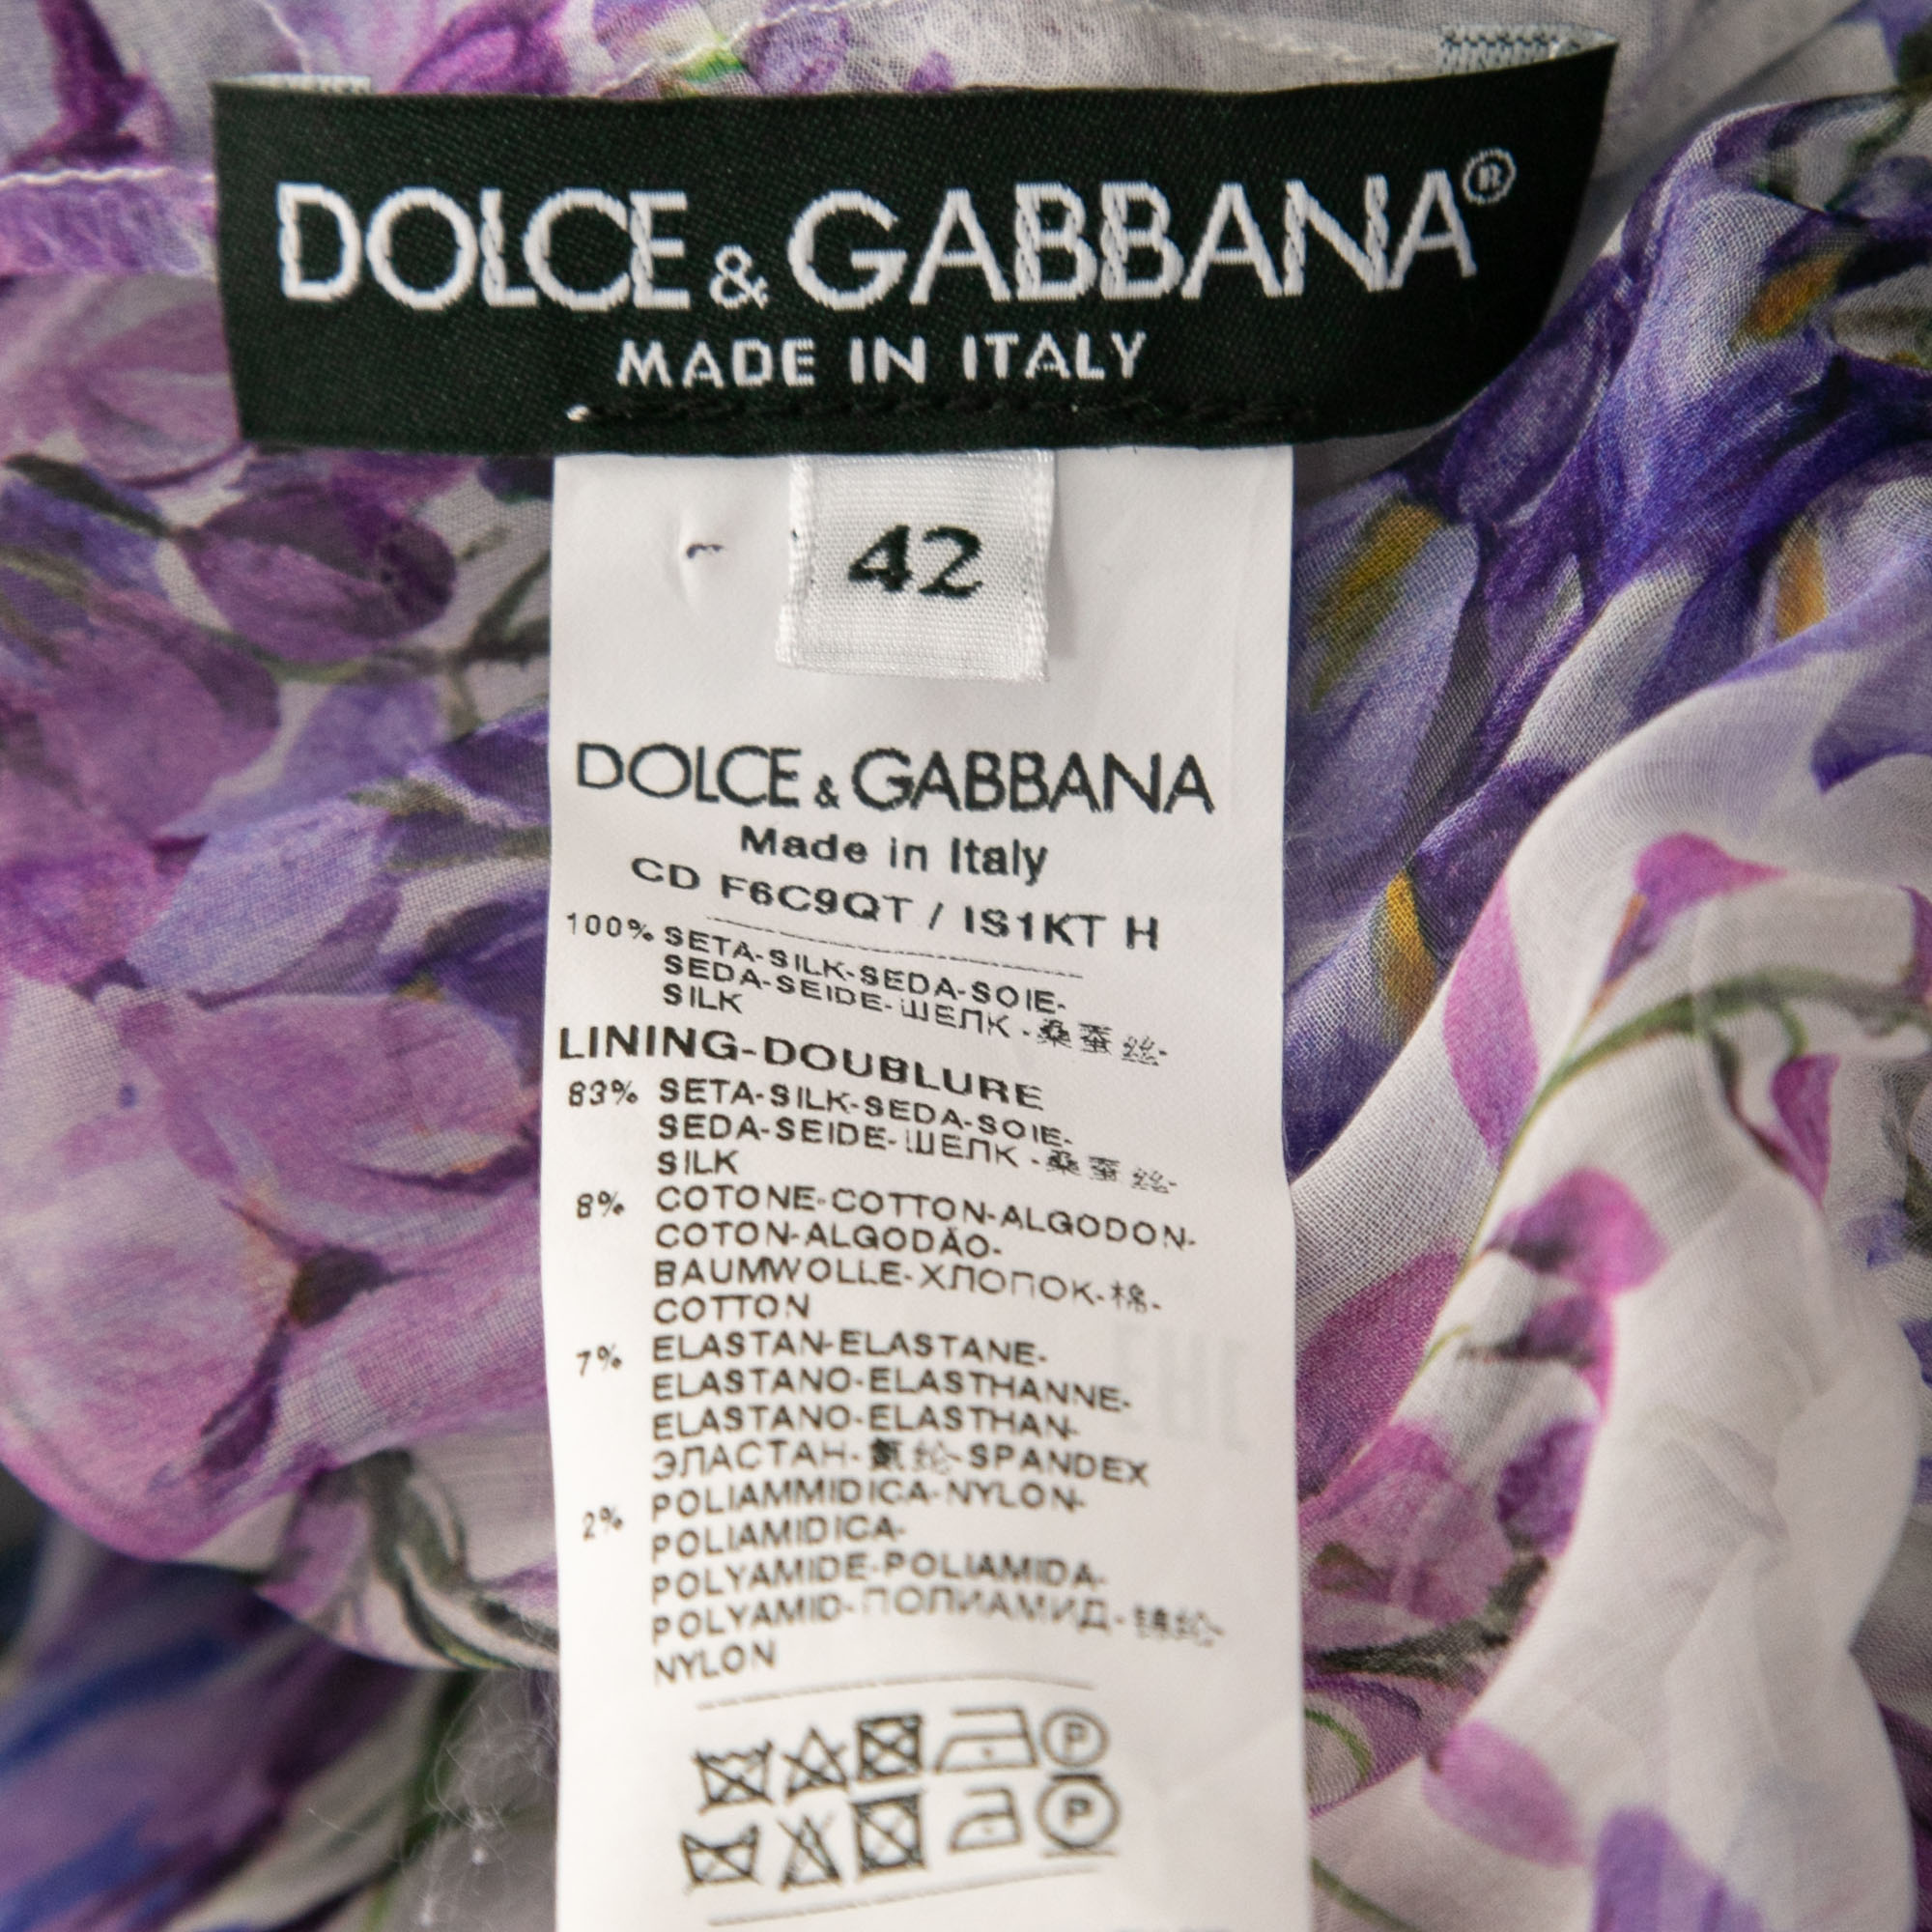 DOLCE & GABBANA®
MADE IN ITALY
42
DOLCE & GABBANA
Made in Italy
CD F6C9QT / IS1KT H
100% SETA-SILK-SEDA-SOIE-
SEDA-SEIDE-ШЕЛК-桑蚕丝-
SILK
LINING-DOUBLURE
83% SETA-SILK-SEDA-SOIE-
SEDA-SEIDE-ШЕЛК-桑蚕丝-
SILK
8% COTONE-COTTON-ALGODON-
COTON-ALGODÃO-
BAUMWOLLE-ХЛОПОК-棉-
COTTON
7% ELASTAN-ELASTANE-
ELASTANO-ELASTHANNE-
ELASTANO-ELASTHAN-
ЭЛАСТАН-氨纶-SPANDEX
2% POLIAMMIDICA-NYLON-
POLIAMIDICA-
POLYAMIDE-POLIAMIDA-
POLYAMID-ПОЛИАМИД-锦纶-
NYLON
P
P